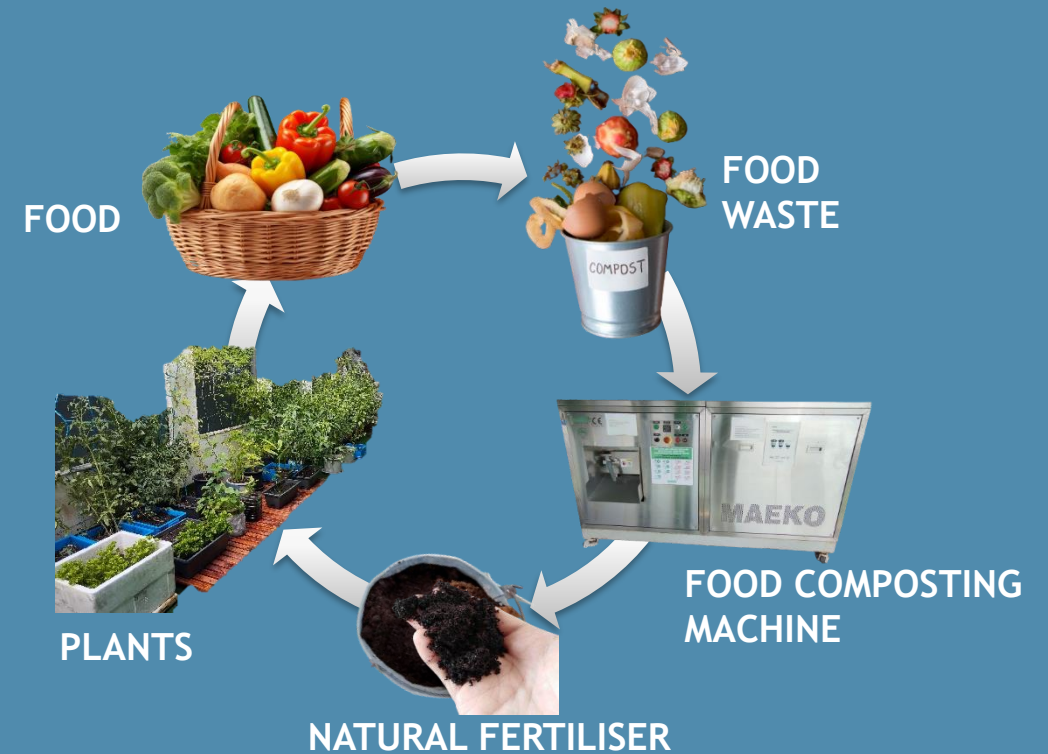 FOOD
FOOD
WASTE
COMPOST
MAEKO
FOOD COMPOSTING
MACHINE
PLANTS
NATURAL FERTILISER